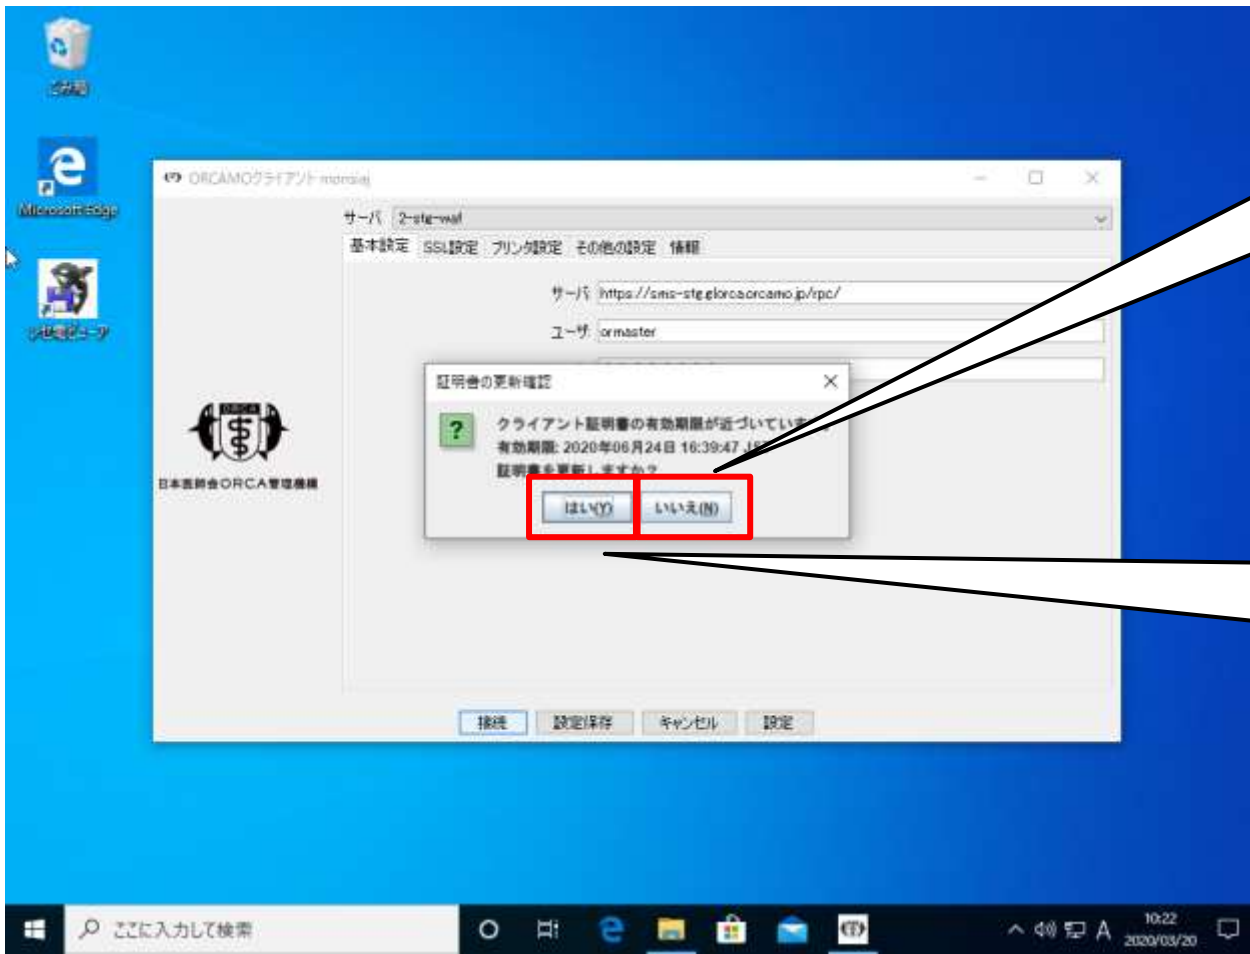 ごみ箱
Microsoft Edge
ORCAMOクライアント monsiaj
サーバ 2-stg-waf
基本設定 SSL設定 プリンタ設定 その他の設定 情報
サーバ: https://sms-stg.glorca.orcamo.jp/rpc/
ユーザ: ormaster
証明書の更新確認
クライアント証明書の有効期限が近づいていま
有効期限: 2020年06月24日 16:39:47
証明書を更新しますか?
はい(Y) いいえ(N)
ORCA
日本医師会ORCA管理機構
接続 設定保存 キャンセル 設定
ここに入力して検索
A
10:22
2020/03/20